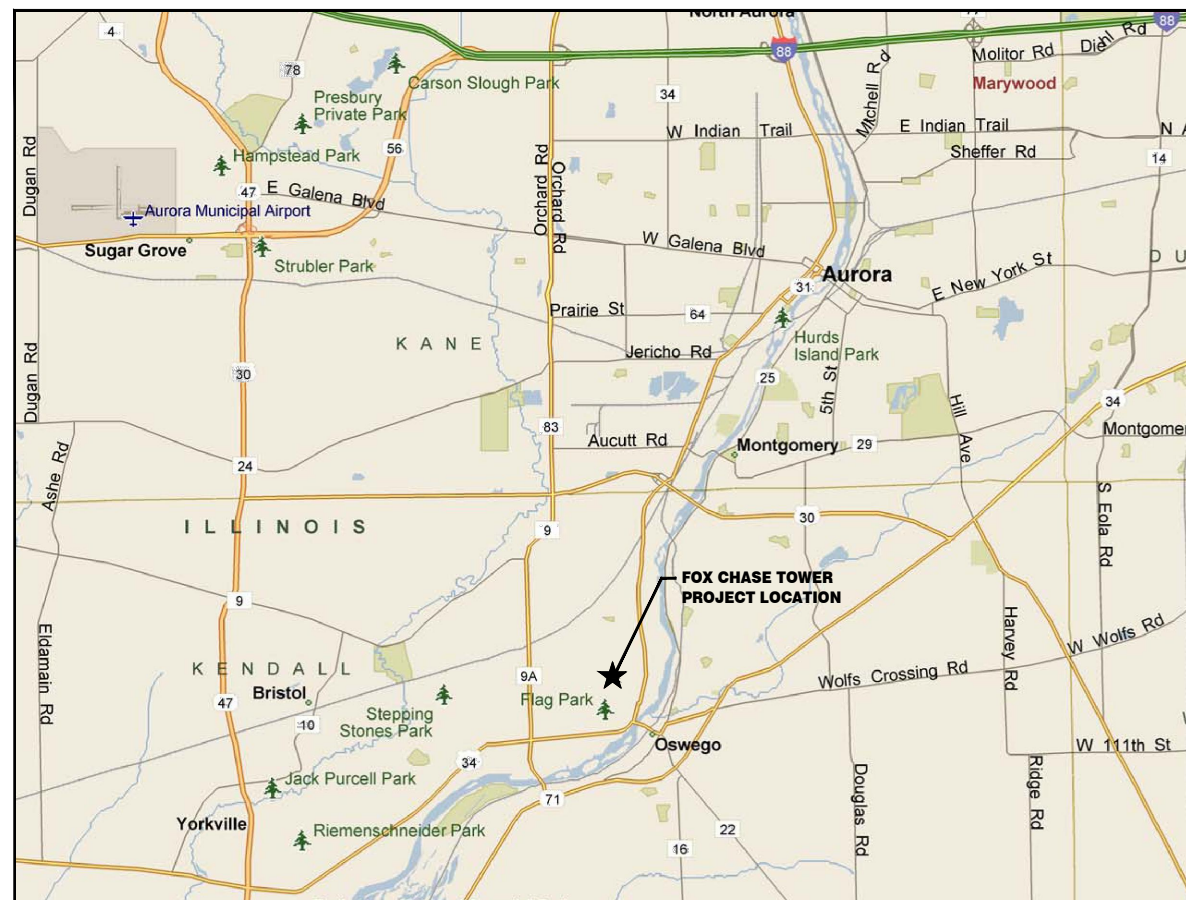 North Aurora
4
88
88
Molitor Rd
Diehl Rd
78
Carson Slough Park
Mitchell Rd
Marywood
34
Presbury
Private Park
W Indian Trail
E Indian Trail
N A
56
Sheffer Rd
14
Hampstead Park
Dugan Rd
47
E Galena Blvd
Orchard Rd
Orchard Rd
Aurora Municipal Airport
Sugar Grove
W Galena Blvd
D U
Strubler Park
Aurora
E New York St
31
Prairie St
64
KANE
Hurds
Island Park
Jericho Rd
Dugan Rd
30
25
5th St
34
Hill Ave
83
Aucutt Rd
Montgomery
29
Montgomer
24
Ashe Rd
S Eola Rd
30
ILLINOIS
9
FOX CHASE TOWER
PROJECT LOCATION
9
Eldamain Rd
Harvey Rd
W Wolfs Rd
KENDALL
9A
Wolfs Crossing Rd
Bristol
Flag Park
47
10
Stepping
Stones Park
Oswego
W 111th St
34
Jack Purcell Park
71
Douglas Rd
Ridge Rd
Yorkville
Riemenschneider Park
22
16